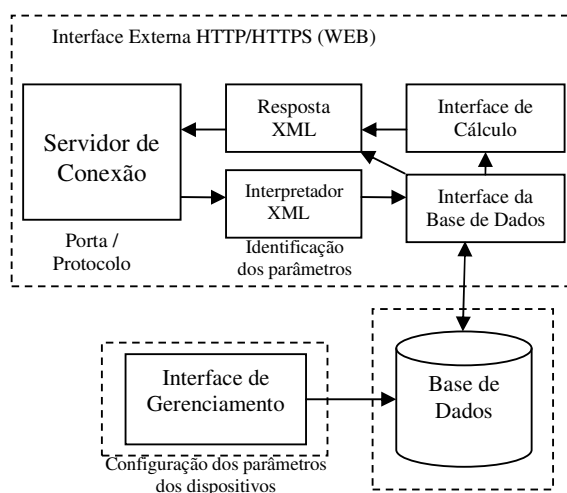 Interface Externa HTTP/HTTPS (WEB)
Servidor de
Conexão
Resposta
XML
Interface de
Cálculo
Interpretador
XML
Interface da
Base de Dados
Porta /
Protocolo
Identificação
dos parâmetros
Interface de
Gerenciamento
Base de
Dados
Configuração dos parâmetros
dos dispositivos